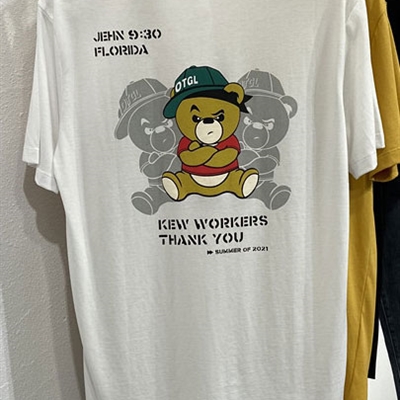 JEHN 9:30
FLORIDA
OTGL
KEW WORKERS
THANK YOU
SUMMER OF 2021